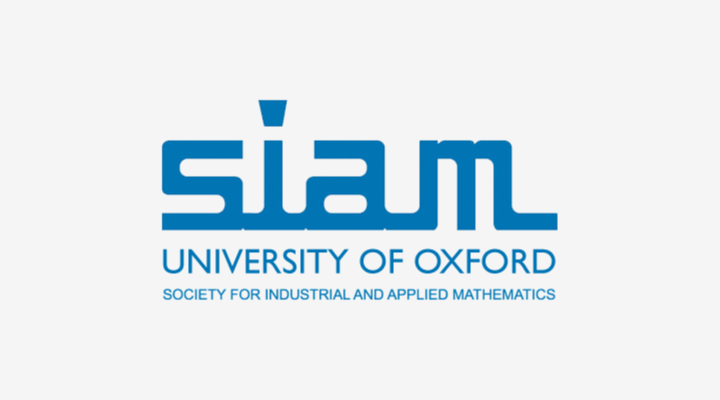 siam
UNIVERSITY OF OXFORD
SOCIETY FOR INDUSTRIAL AND APPLIED MATHEMATICS